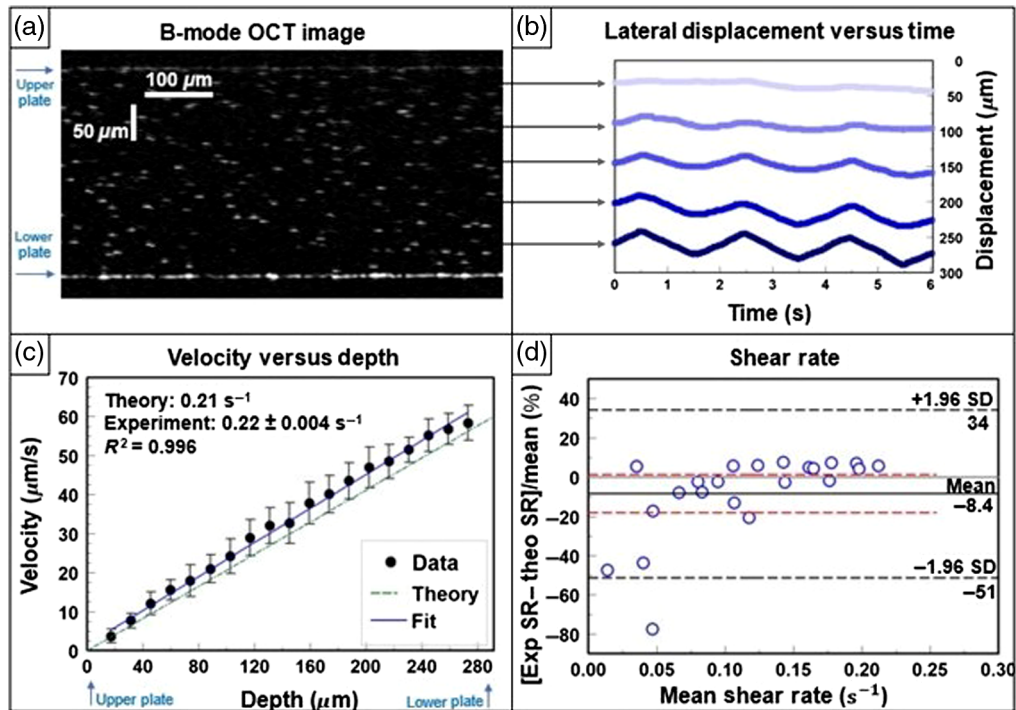 (a)
B-mode OCT image
Upper
plate
100 μm
50 μm
Lower
plate
(b)
Lateral displacement versus time
0
50
100
150
200
250
300
Displacement (μm)
0 1 2 3 4 5 6
Time (s)
(c)
Velocity versus depth
70
60
50
40
30
20
10
0
Velocity (μm/s)
Theory: 0.21 s⁻¹
Experiment: 0.22 ± 0.004 s⁻¹
R² = 0.996
Data
Theory
Fit
0 40 80 120 160 200 240 280
Upper plate
Depth (μm)
Lower plate
(d)
Shear rate
40
20
0
–20
–40
–60
–80
[Exp SR– theo SR]/mean (%)
+1.96 SD
34
Mean
–8.4
–1.96 SD
–51
0.00 0.05 0.10 0.15 0.20 0.25 0.30
Mean shear rate (s⁻¹)